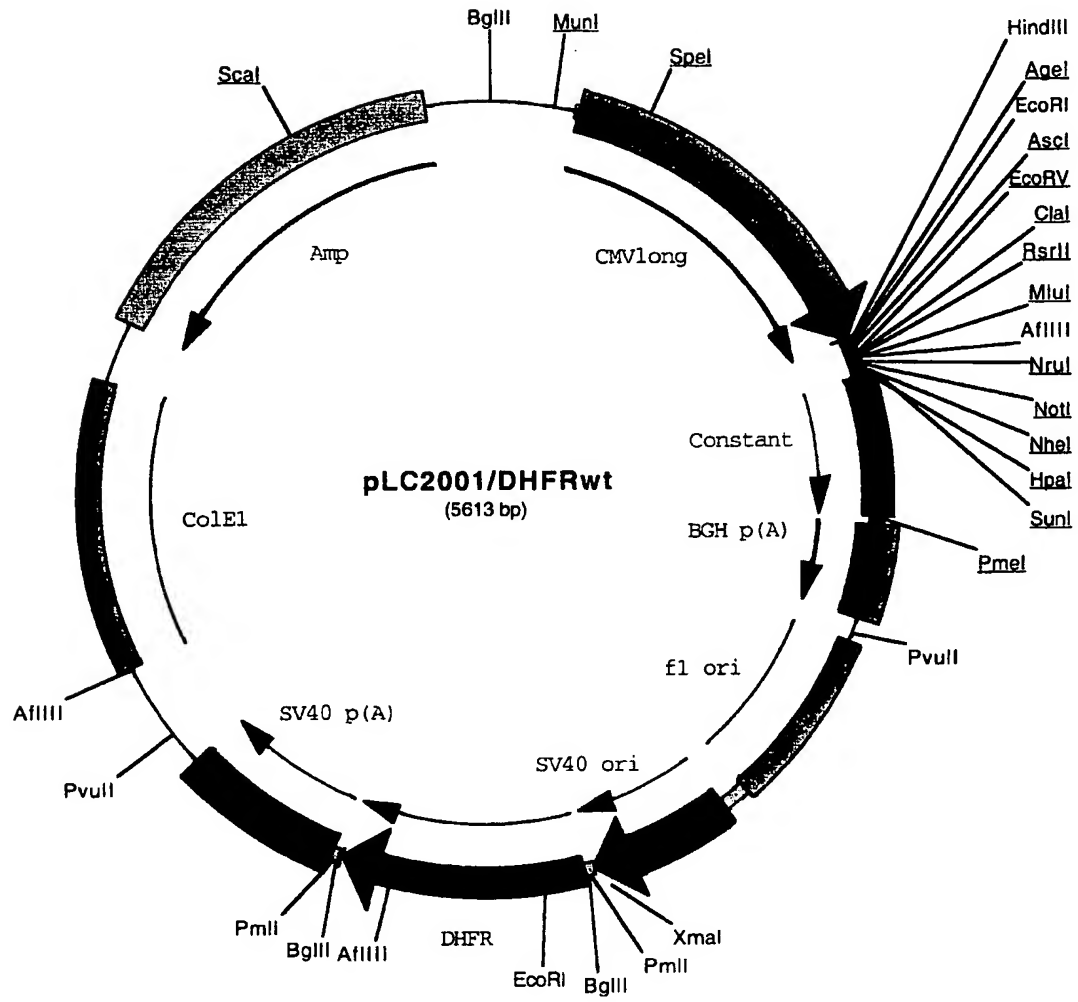 BglII
MunI
SpeI
ScaI
HindIII
AgeI
EcoRI
AscI
EcoRV
ClaI
RsrII
MluI
AflIII
NruI
NotI
NheI
HpaI
SunI
Amp
CMVlong
Constant
pLC2001/DHFRwt
(5613 bp)
ColE1
BGH p(A)
PmeI
PvuII
f1 ori
SV40 p(A)
SV40 ori
AflIII
PvuII
PmlI
BglII
AflIII
DHFR
EcoRI
BglII
PmlI
XmaI